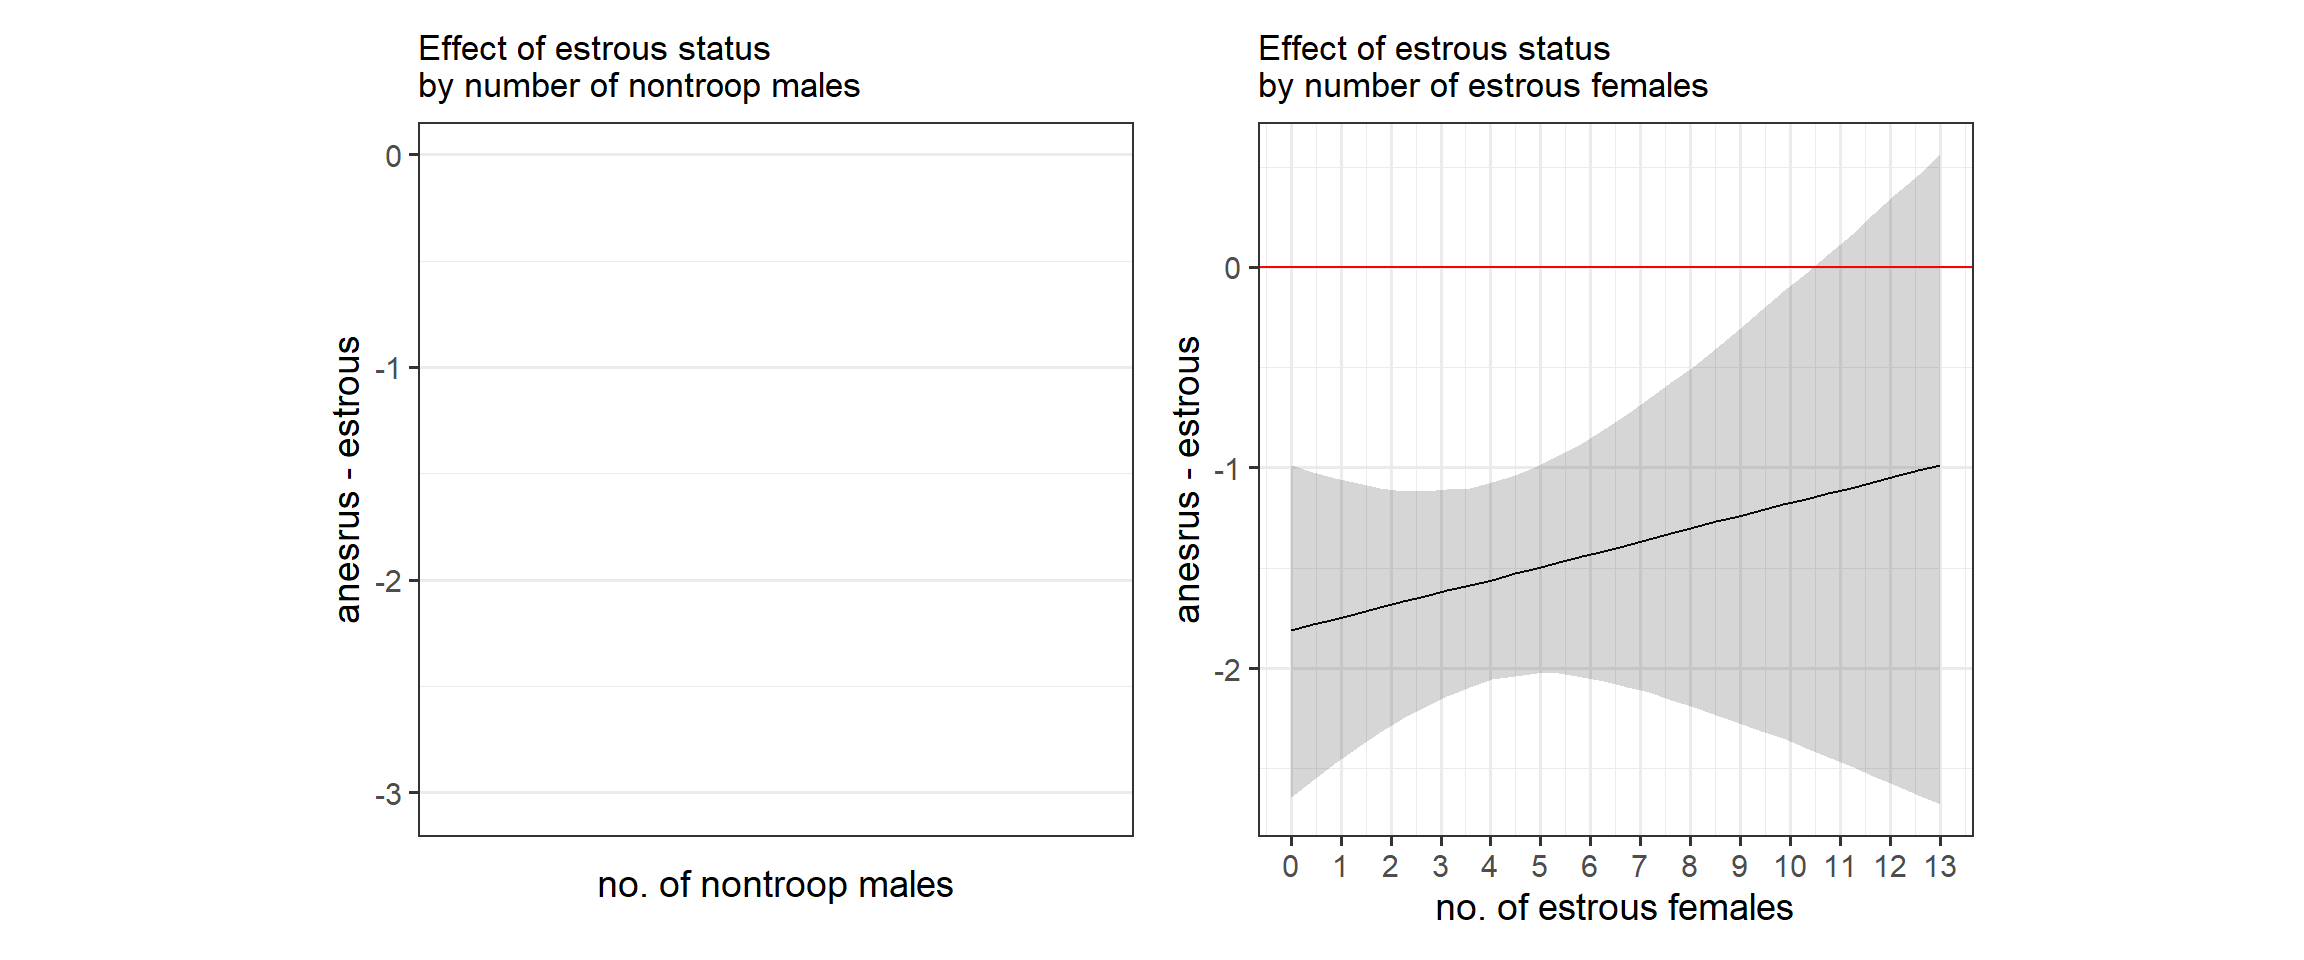 Effect of estrous status
by number of nontroop males
0
-1
-2
-3
anesrus - estrous
no. of nontroop males
Effect of estrous status
by number of estrous females
0
-1
-2
anesrus - estrous
0 1 2 3 4 5 6 7 8 9 10 11 12 13
no. of estrous females